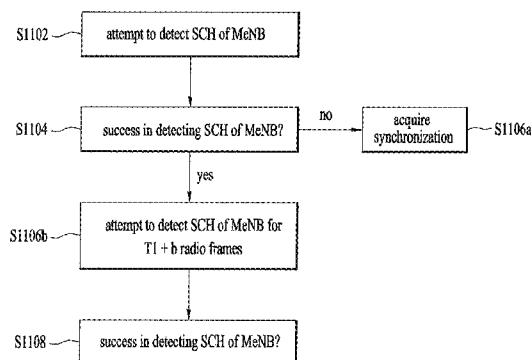 S1102
attempt to detect SCH of MeNB
S1104
success in detecting SCH of MeNB?
no
acquire
synchronization
S1106a
yes
S1106b
attempt to detect SCH of MeNB for
T1 + b radio frames
S1108
success in detecting SCH of MeNB?